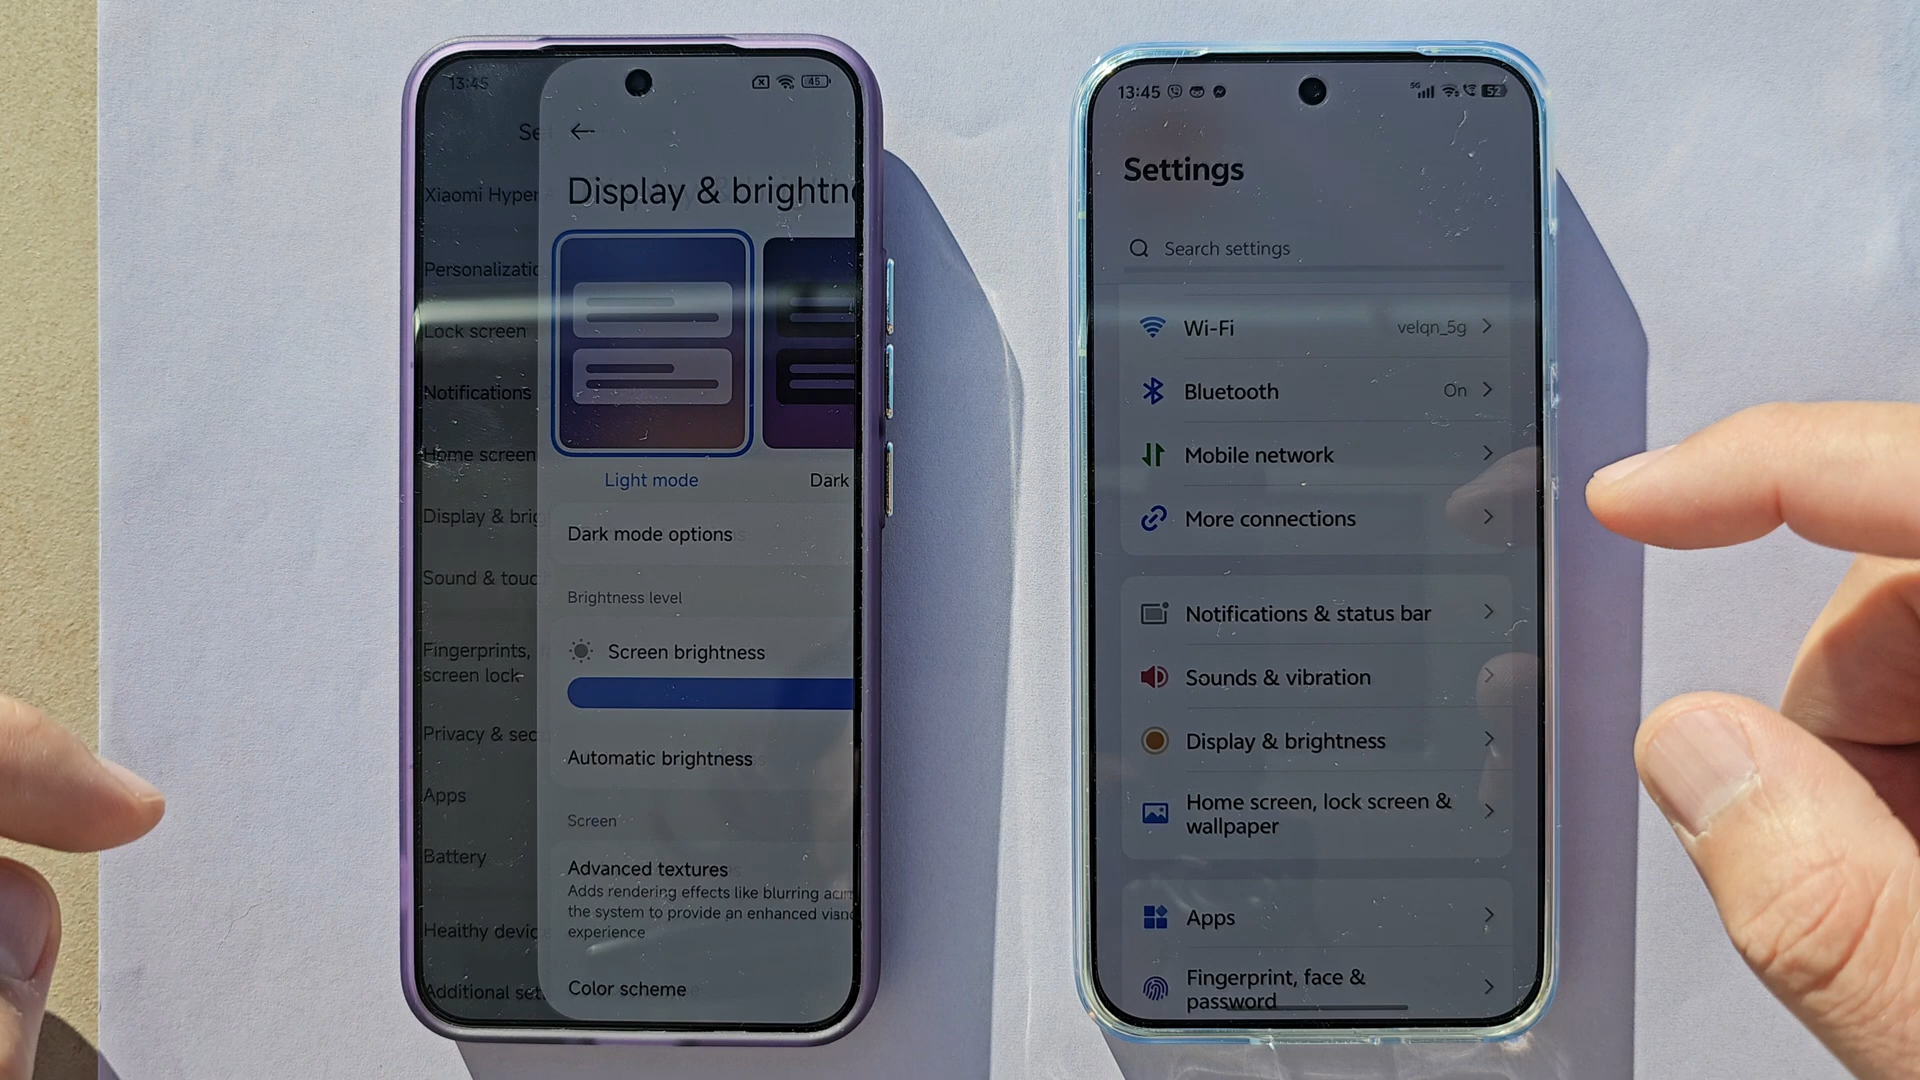 13:45
45
Se
Xiaomi Hyper
Personalizatio
Lock screen
Notifications
Home screen
Display & brig
Sound & touc
Fingerprints,
screen lock
Privacy & sec
Apps
Battery
Healthy devic
Additional set
Display & brightn
Light mode
Dark
Dark mode options
Brightness level
Screen brightness
Automatic brightness
Screen
Advanced textures
Adds rendering effects like blurring
the system to provide an enhanced
experience
Color scheme
13:45
5G
52
Settings
Search settings
Wi-Fi velqn_5g
Bluetooth On
Mobile network
More connections
Notifications & status bar
Sounds & vibration
Display & brightness
Home screen, lock screen &
wallpaper
Apps
Fingerprint, face &
password